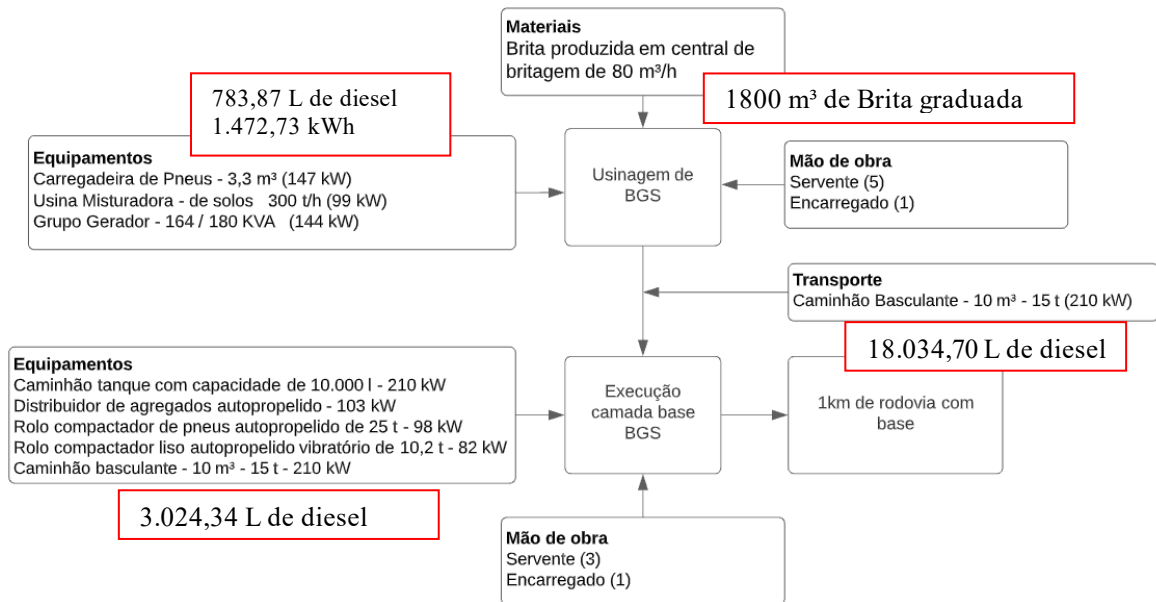 Materiais
Brita produzida em central de
britagem de 80 m³/h
1800 m³ de Brita graduada
783,87 L de diesel
1.472,73 kWh
Equipamentos
Carregadeira de Pneus - 3,3 m³ (147 kW)
Usina Misturadora - de solos 300 t/h (99 kW)
Grupo Gerador - 164 / 180 KVA (144 kW)
Usinagem de
BGS
Mão de obra
Servente (5)
Encarregado (1)
Transporte
Caminhão Basculante - 10 m³ - 15 t (210 kW)
18.034,70 L de diesel
Equipamentos
Caminhão tanque com capacidade de 10.000 l - 210 kW
Distribuidor de agregados autopropelido - 103 kW
Rolo compactador de pneus autopropelido de 25 t - 98 kW
Rolo compactador liso autopropelido vibratório de 10,2 t - 82 kW
Caminhão basculante - 10 m³ - 15 t - 210 kW
3.024,34 L de diesel
Execução
camada base
BGS
1km de rodovia com
base
Mão de obra
Servente (3)
Encarregado (1)